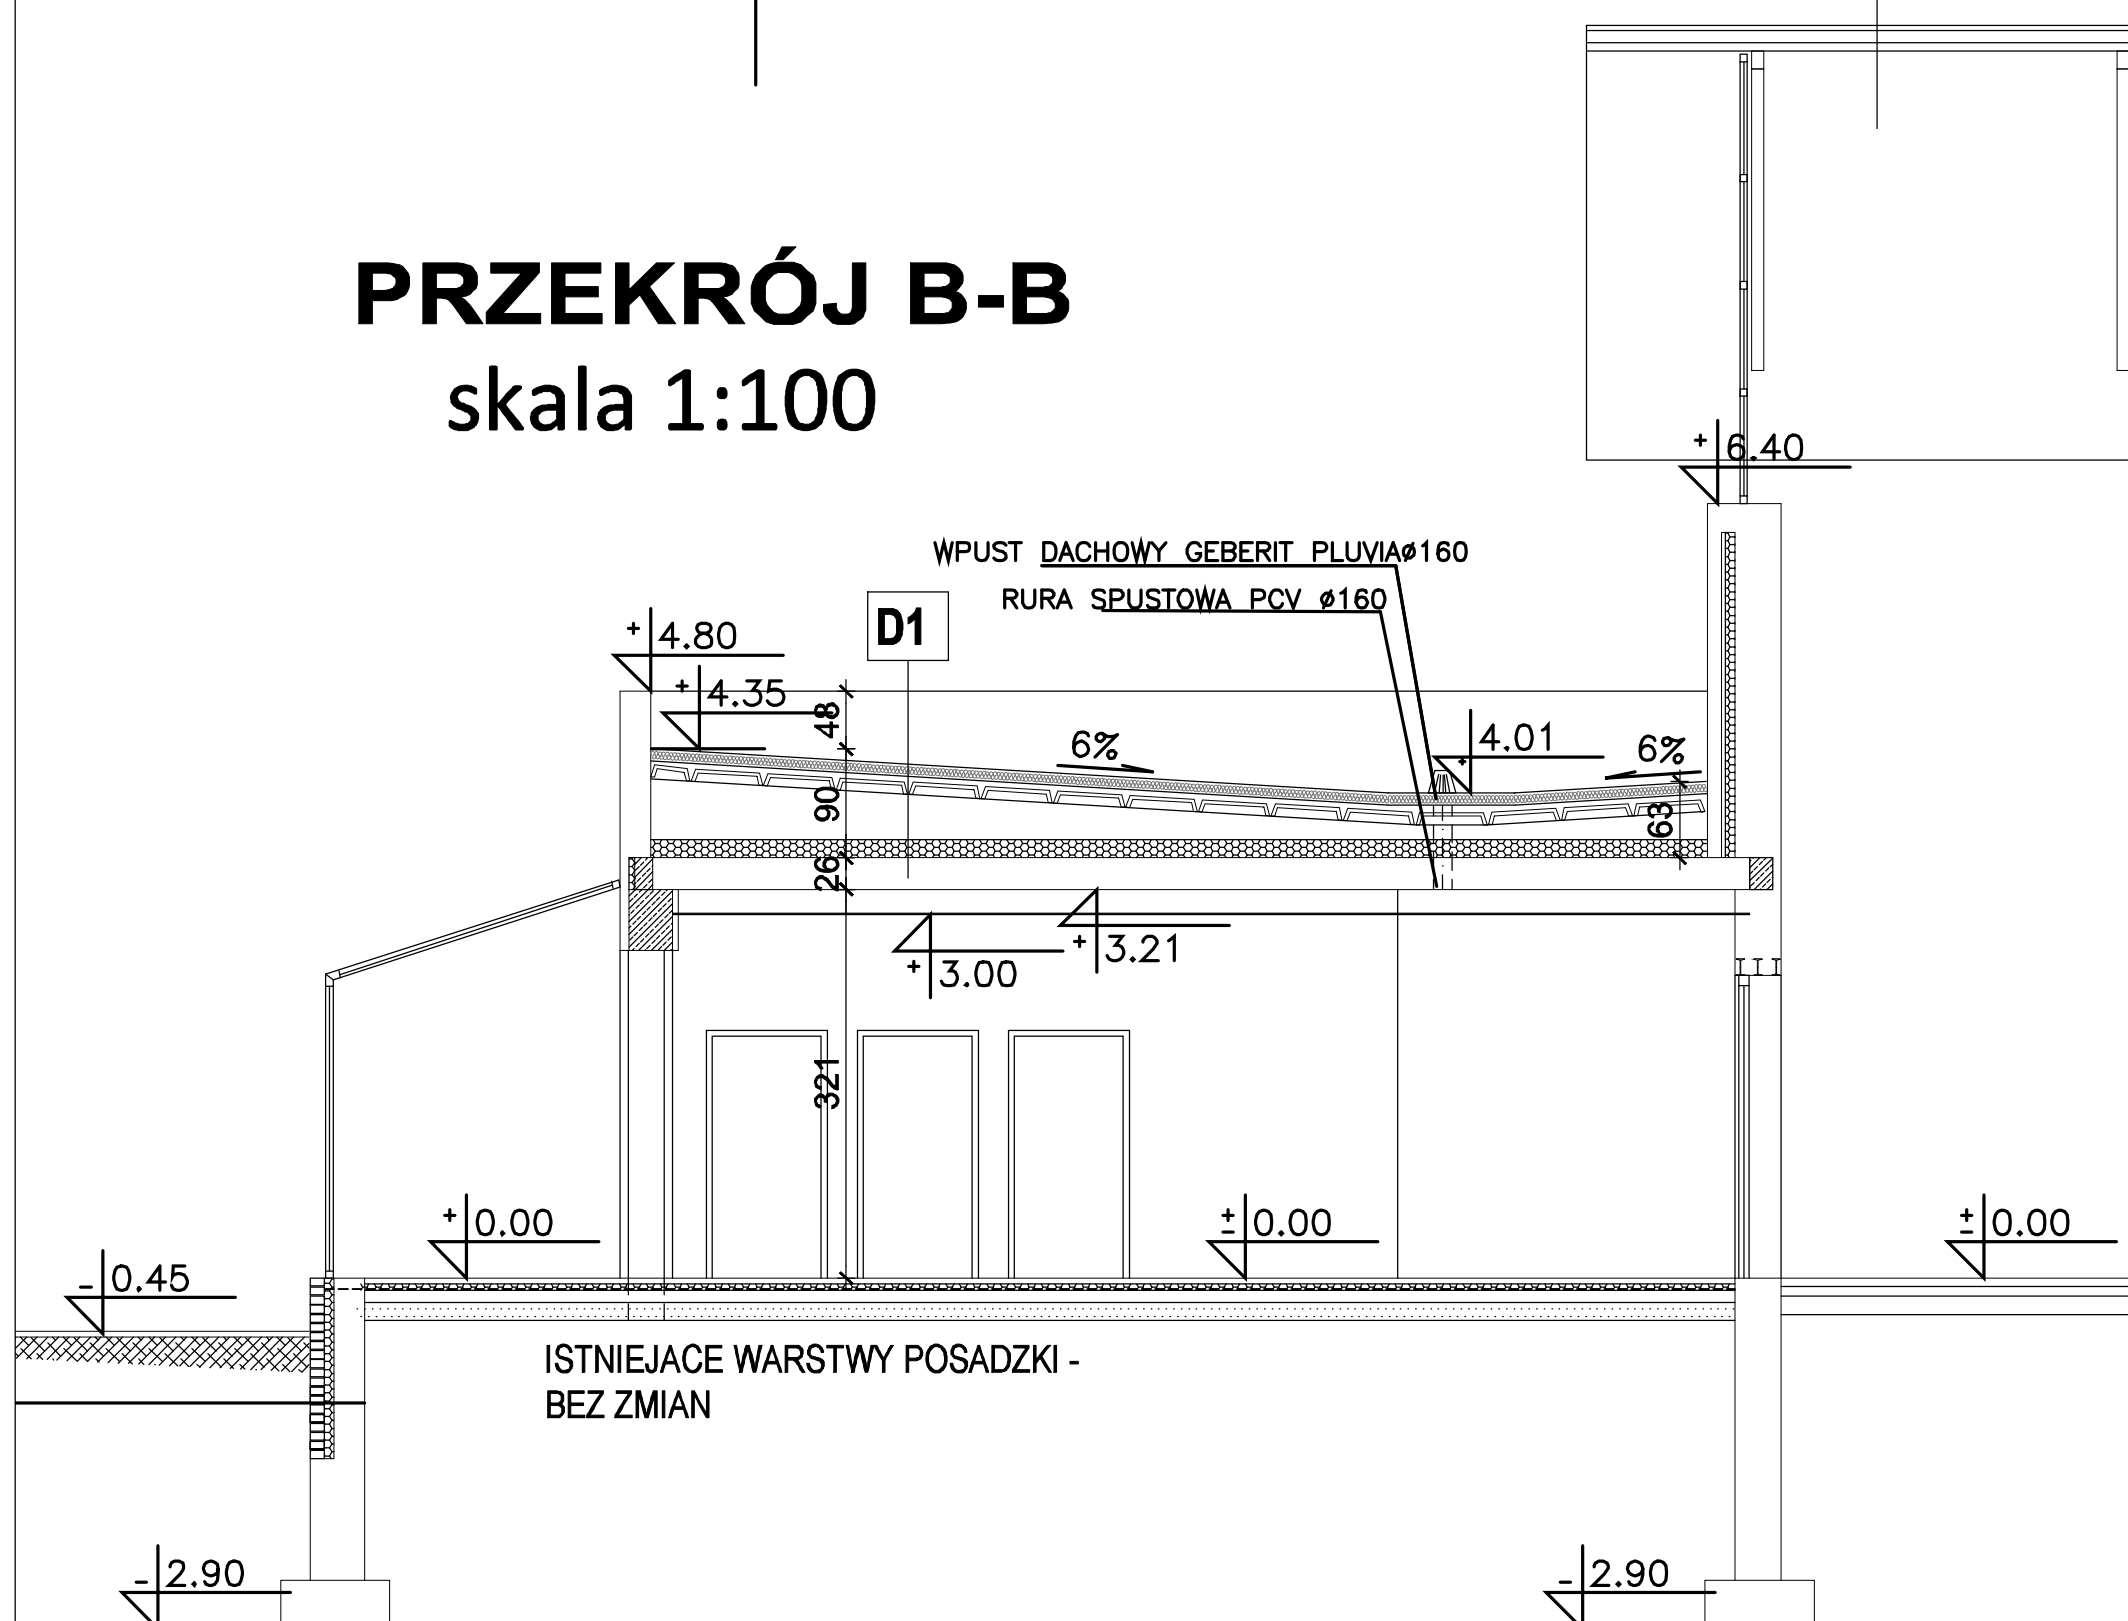 PRZEKRÓJ B-B
skala 1:100
+ 6.40
WPUST DACHOWY GEBERIT PLUVIAø160
RURA SPUSTOWA PCV ø160
D1
+ 4.80
+ 4.35
48
6%
+ 4.01
6%
90
63
26
+ 3.21
+ 3.00
321
+ 0.00
± 0.00
± 0.00
- 0.45
ISTNIEJACE WARSTWY POSADZKI -
BEZ ZMIAN
- 2.90
- 2.90